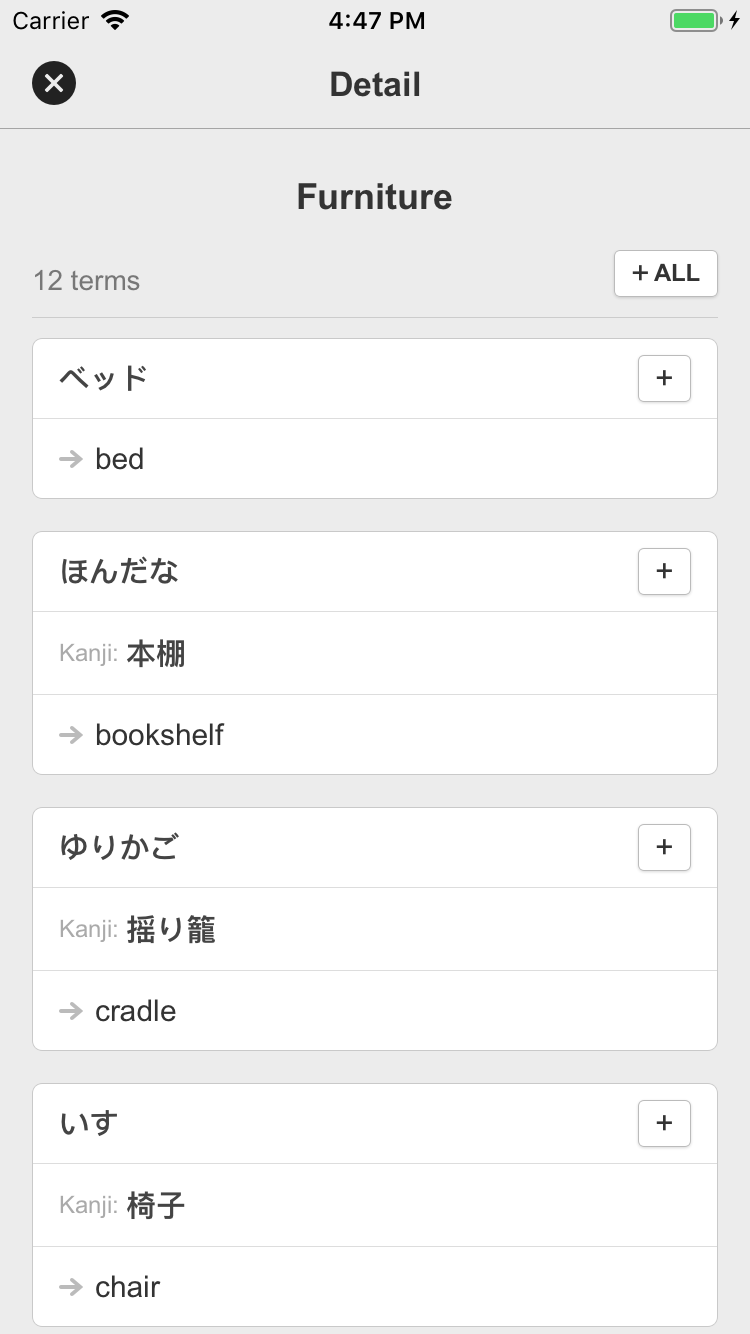 Carrier 4:47 PM
Detail
Furniture
12 terms
+ ALL
ベッド
+
→ bed
ほんだな
+
Kanji: 本棚
→ bookshelf
ゆりかご
+
Kanji: 揺り籠
→ cradle
いす
+
Kanji: 椅子
→ chair